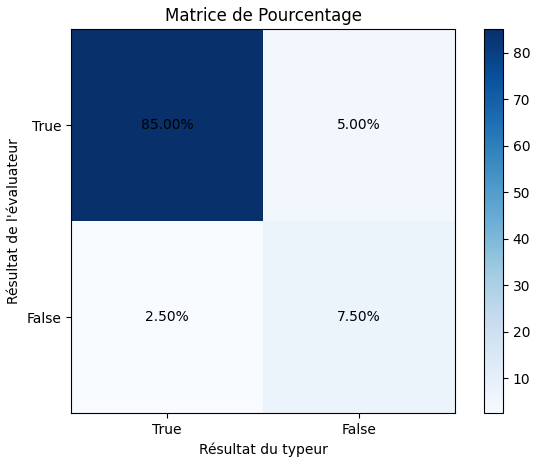 Matrice de Pourcentage
Résultat de l'évaluateur
True
85.00%
5.00%
False
2.50%
7.50%
True
False
Résultat du typeur
80
70
60
50
40
30
20
10